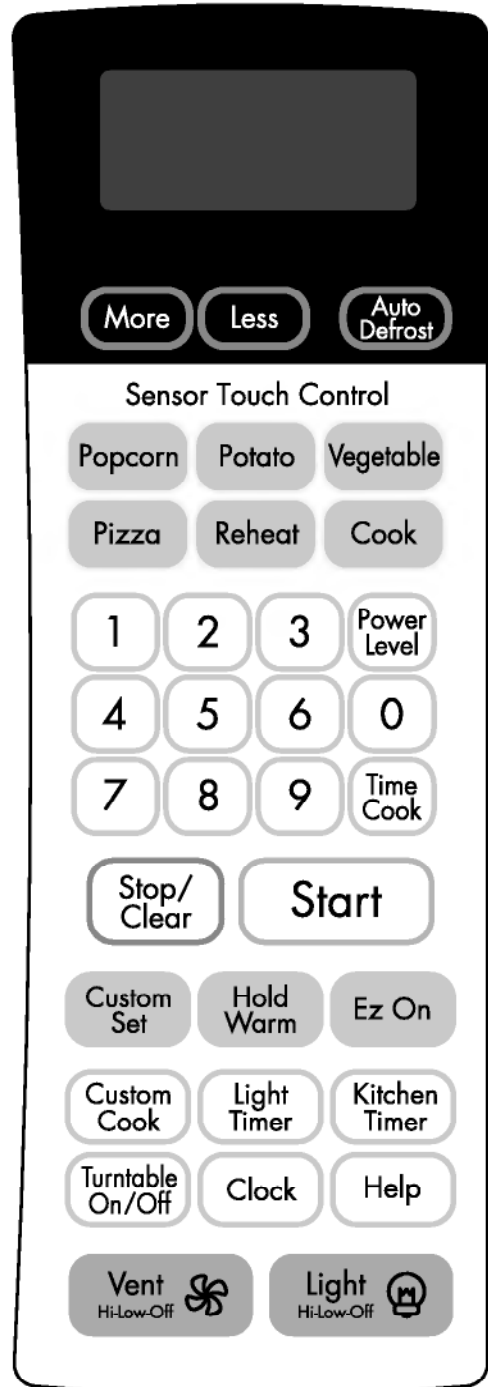 More Less Auto Defrost
Sensor Touch Control
Popcorn Potato Vegetable
Pizza Reheat Cook
1 2 3 Power Level
4 5 6 0
7 8 9 Time Cook
Stop/ Clear Start
Custom Set Hold Warm Ez On
Custom Cook Light Timer Kitchen Timer
Turntable On/Off Clock Help
Vent Hi-Low-Off Light Hi-Low-Off